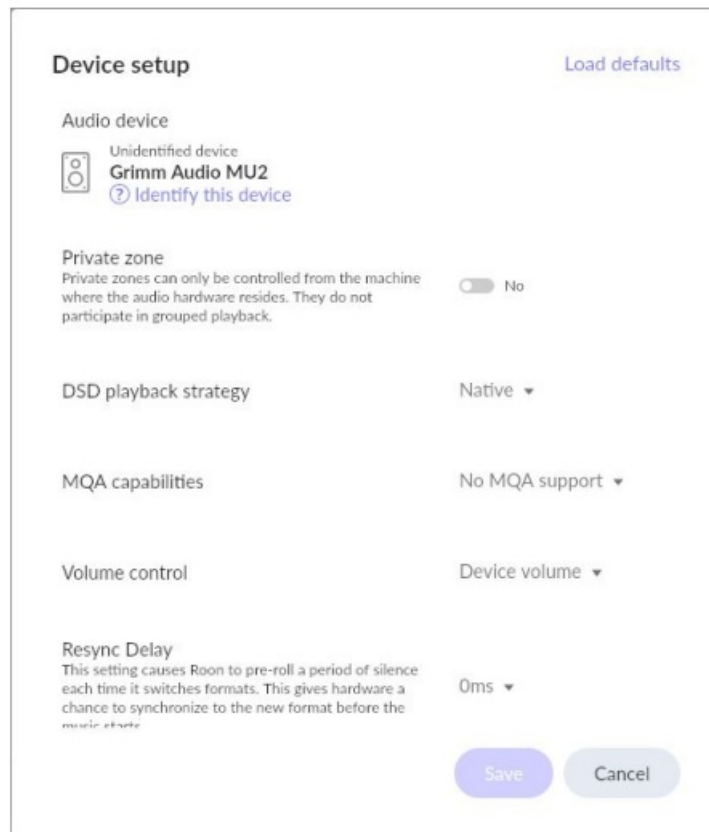 Device setup
Load defaults
Audio device
Unidentified device
Grimm Audio MU2
? Identify this device
Private zone
Private zones can only be controlled from the machine
where the audio hardware resides. They do not
participate in grouped playback.
No
DSD playback strategy
Native
MQA capabilities
No MQA support
Volume control
Device volume
Resync Delay
This setting causes Roon to pre-roll a period of silence
each time it switches formats. This gives hardware a
chance to synchronize to the new format before the
music starts
0ms
Save
Cancel